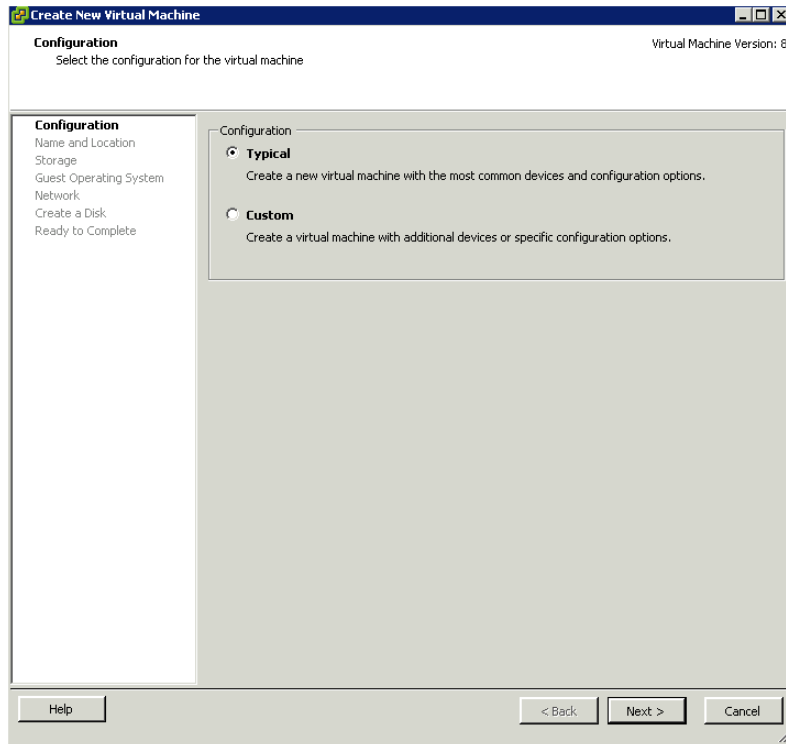 Create New Virtual Machine
Configuration
Select the configuration for the virtual machine
Virtual Machine Version: 8
Configuration
Name and Location
Storage
Guest Operating System
Network
Create a Disk
Ready to Complete
Configuration
Typical
Create a new virtual machine with the most common devices and configuration options.
Custom
Create a virtual machine with additional devices or specific configuration options.
Help
< Back
Next >
Cancel